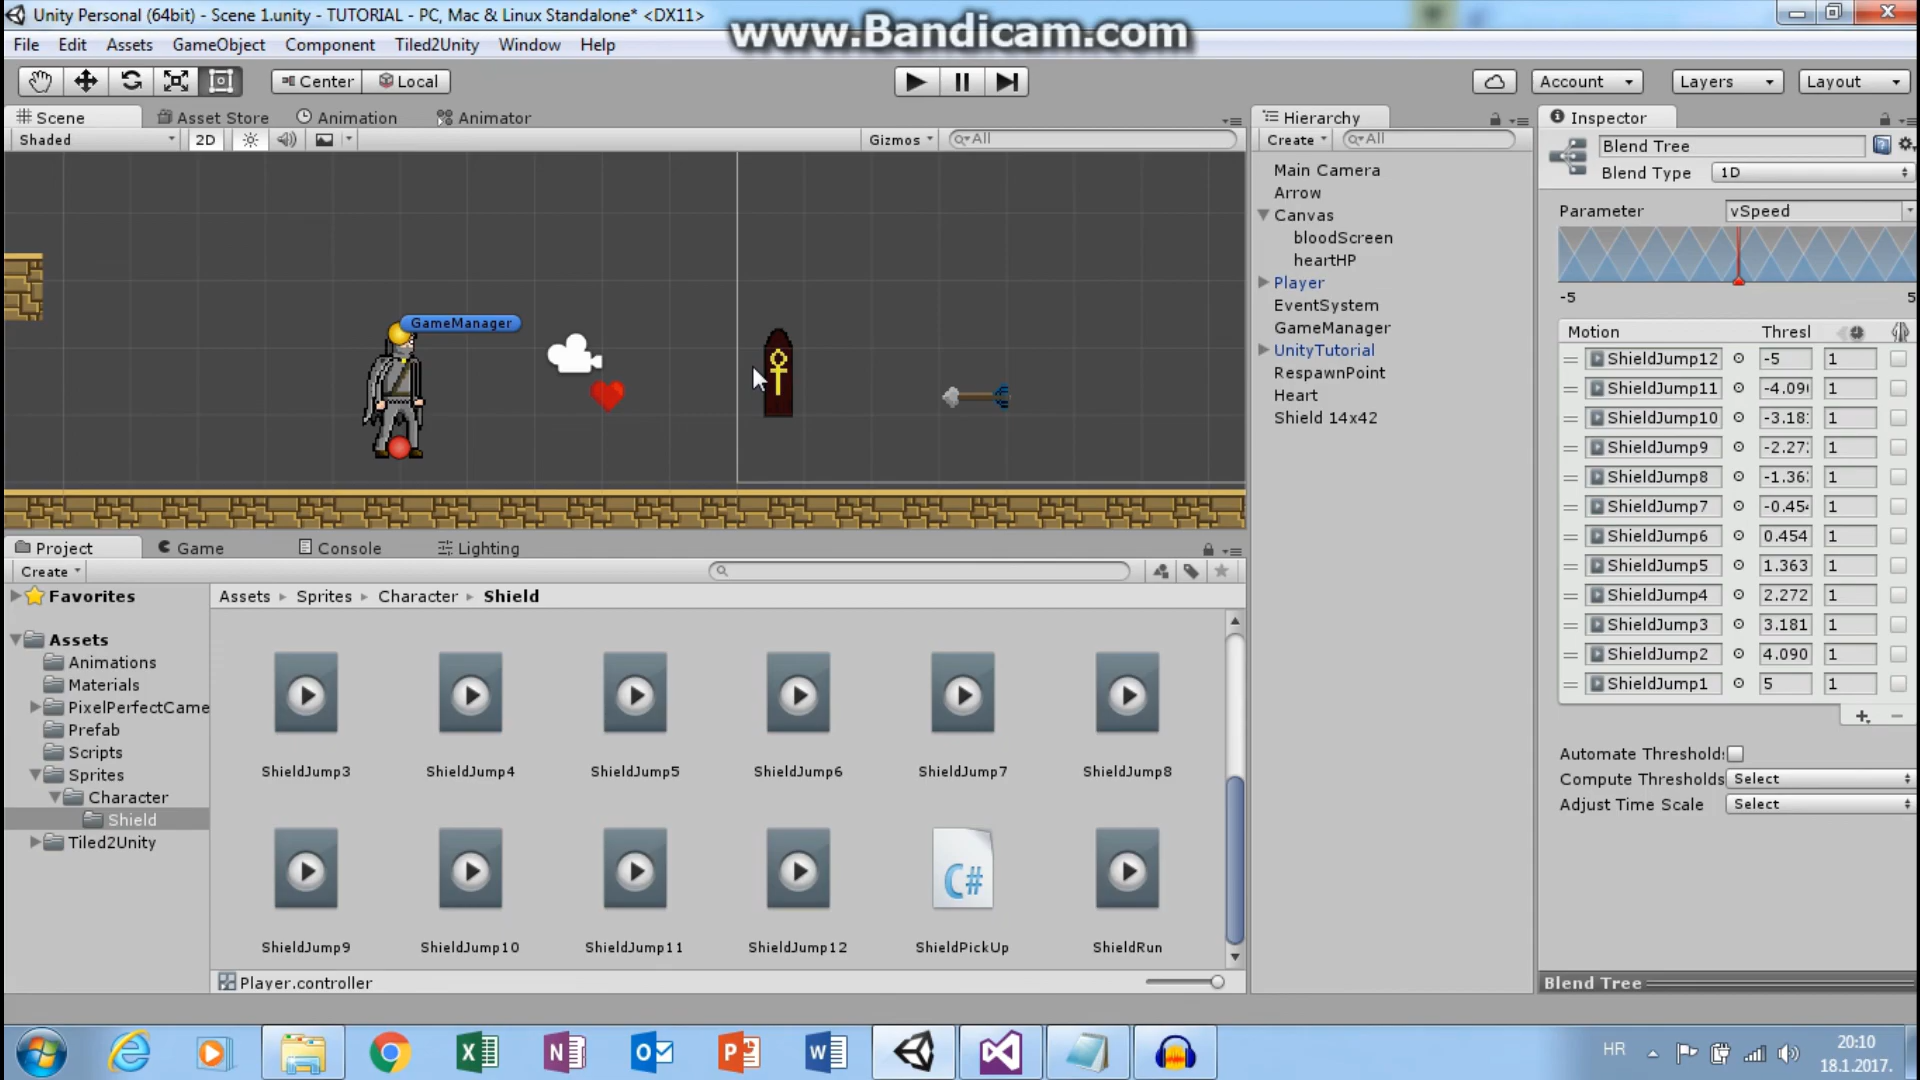 Unity Personal (64bit) - Scene 1.unity - TUTORIAL - PC, Mac & Linux Standalone* <DX11>
www.Bandicam.com
File Edit Assets GameObject Component Tiled2Unity Window Help
Center Local
Account Layers Layout
Scene Asset Store Animation Animator
Shaded 2D Gizmos All
GameManager
Hierarchy
Create All
Main Camera
Arrow
Canvas
bloodScreen
heartHP
Player
EventSystem
GameManager
UnityTutorial
RespawnPoint
Heart
Shield 14x42
Inspector
Blend Tree
Blend Type 1D
Parameter vSpeed
-5 5
Motion Thresl
ShieldJump12 -5 1
ShieldJump11 -4.09 1
ShieldJump10 -3.18 1
ShieldJump9 -2.27 1
ShieldJump8 -1.36 1
ShieldJump7 -0.45 1
ShieldJump6 0.454 1
ShieldJump5 1.363 1
ShieldJump4 2.272 1
ShieldJump3 3.181 1
ShieldJump2 4.090 1
ShieldJump1 5 1
Automate Threshold
Compute Thresholds Select
Adjust Time Scale Select
Blend Tree
Project Game Console Lighting
Create
Favorites
Assets
Animations
Materials
PixelPerfectCame
Prefab
Scripts
Sprites
Character
Shield
Tiled2Unity
Assets Sprites Character Shield
ShieldJump3 ShieldJump4 ShieldJump5 ShieldJump6 ShieldJump7 ShieldJump8
C#
ShieldJump9 ShieldJump10 ShieldJump11 ShieldJump12 ShieldPickUp ShieldRun
Player.controller
HR
20:10
18.1.2017.